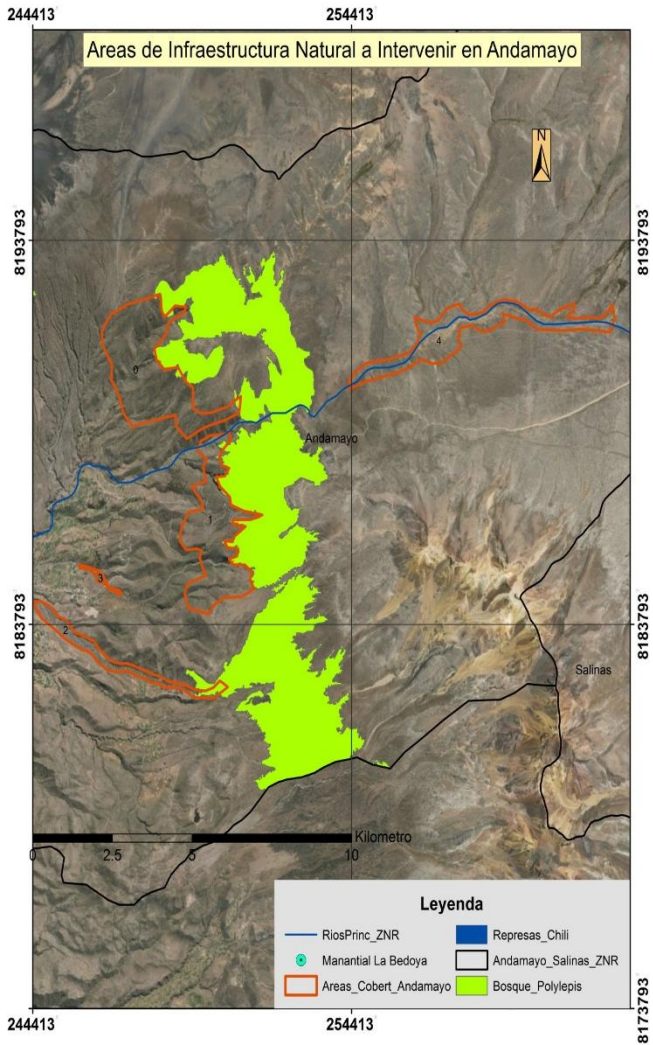 244413
254413
Areas de Infraestructura Natural a Intervenir en Andamayo
N
8193793
8193793
4
0
Andamayo
1
3
8183793
8183793
2
Salinas
Kilometro
0 2.5 5 10
Leyenda
RiosPrinc_ZNR
Represas_Chili
Manantial La Bedoya
Andamayo_Salinas_ZNR
Areas_Cobert_Andamayo
Bosque_Polylepis
8173793
244413
254413